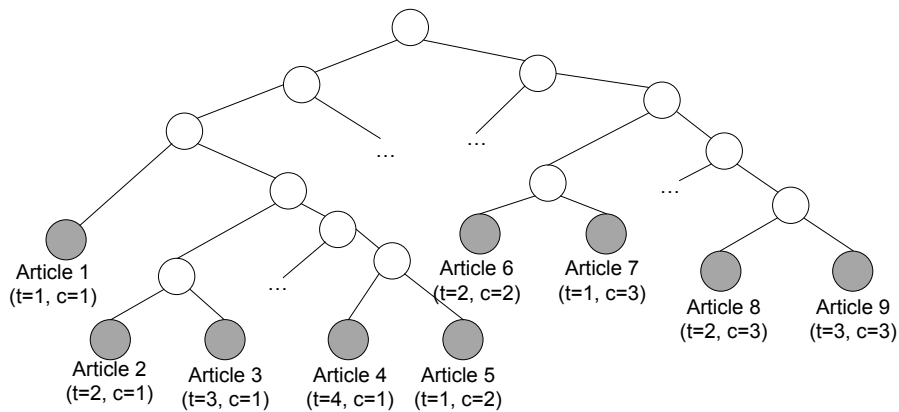 ...
...
...
Article 1
(t=1, c=1)
Article 6
(t=2, c=2)
Article 7
(t=1, c=3)
...
Article 8
(t=2, c=3)
Article 9
(t=3, c=3)
Article 2
(t=2, c=1)
Article 3
(t=3, c=1)
Article 4
(t=4, c=1)
Article 5
(t=1, c=2)